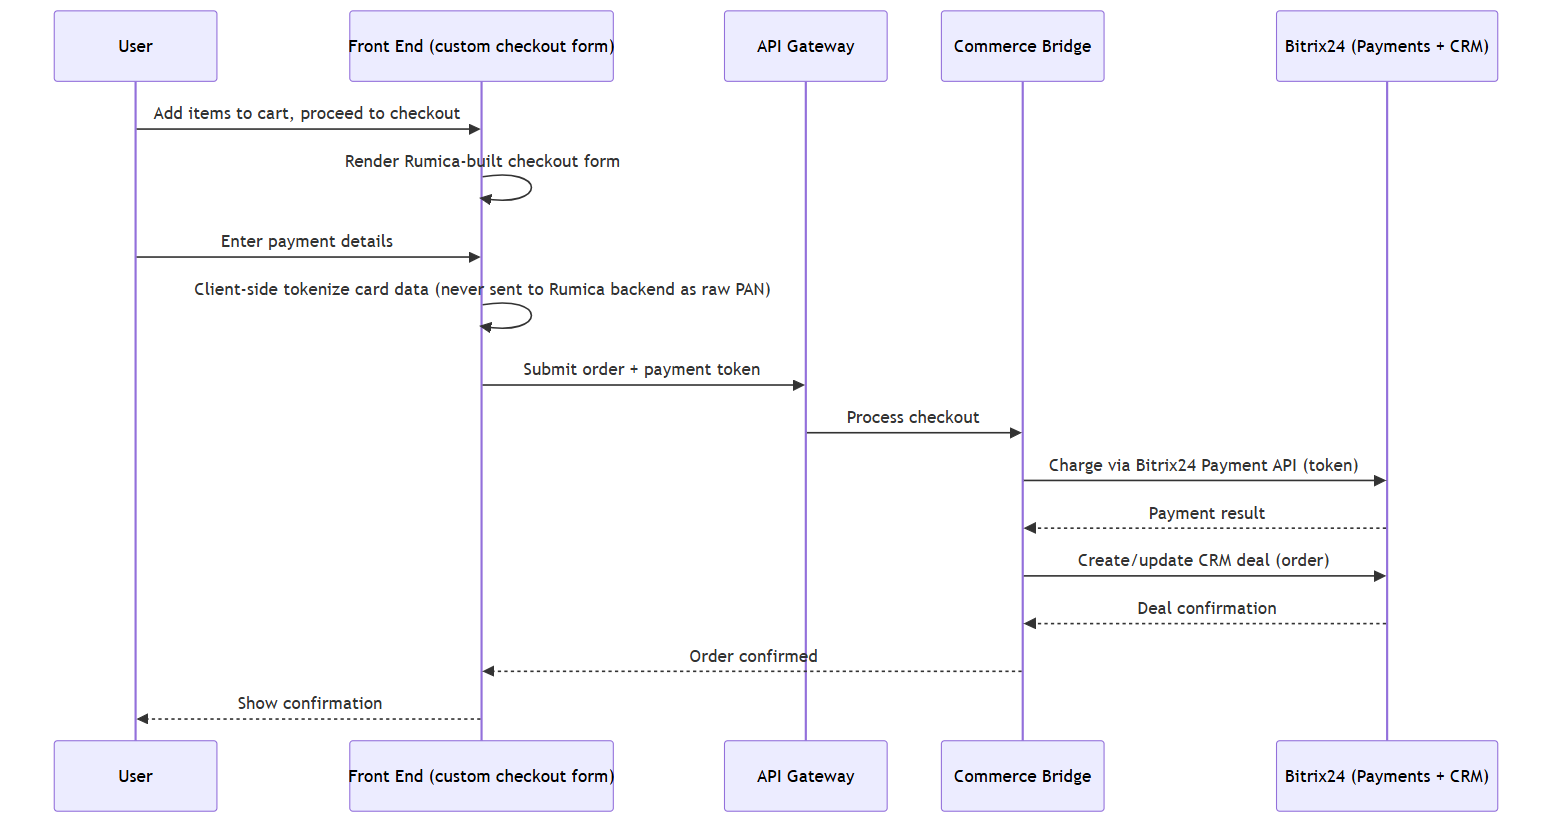 User
Front End (custom checkout form)
API Gateway
Commerce Bridge
Bitrix24 (Payments + CRM)
Add items to cart, proceed to checkout
Render Rumica-built checkout form
Enter payment details
Client-side tokenize card data (never sent to Rumica backend as raw PAN)
Submit order + payment token
Process checkout
Charge via Bitrix24 Payment API (token)
Payment result
Create/update CRM deal (order)
Deal confirmation
Order confirmed
Show confirmation
User
Front End (custom checkout form)
API Gateway
Commerce Bridge
Bitrix24 (Payments + CRM)